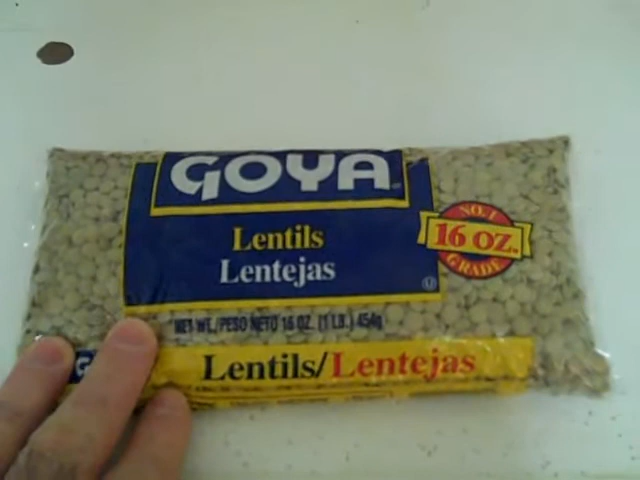 GOYA
Lentils
Lentejas
NO. 1
16 OZ.
GRADE
U
NET WT./PESO NETO 16 OZ. (1 LB.) 454g
G
Lentils/Lentejas